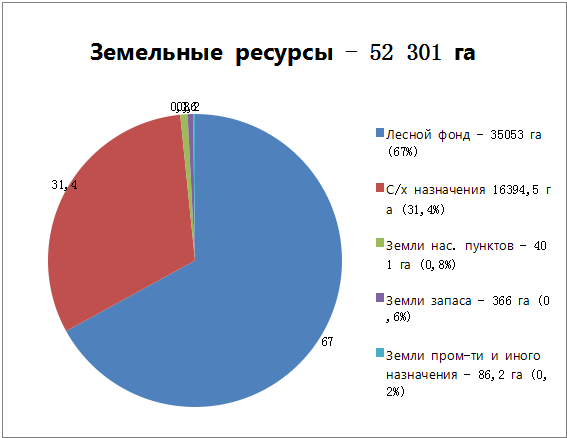 Земельные ресурсы – 52 301 га
31,4
67
Лесной фонд – 35053 га
(67%)
С/х назначения 16394,5 г
а (31,4%)
Земли нас. пунктов – 40
1 га (0,8%)
Земли запаса – 366 га (0
,6%)
Земли пром-ти и иного
назначения – 86,2 га (0,
2%)